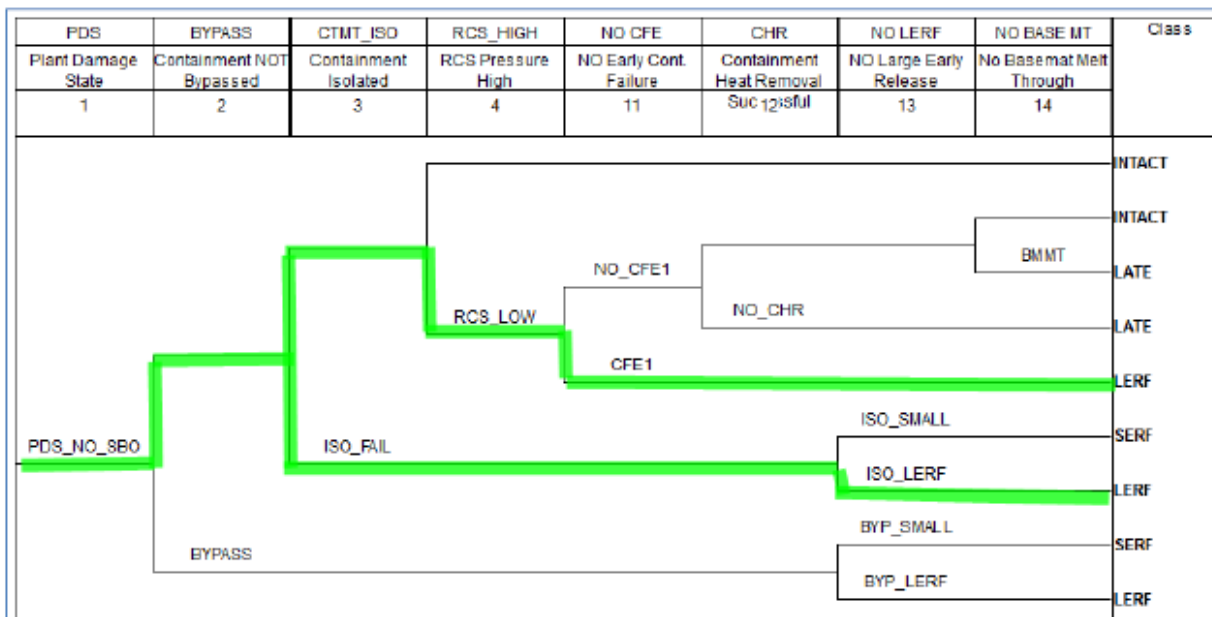 PDS BYPASS CTMT_ISO RCS_HIGH NO CFE CHR NO LERF NO BASE MT Class
Plant Damage State
Containment NOT Bypassed
Containment Isolated
RCS Pressure High
NO Early Cont. Failure
Containment Heat Removal Successful
NO Large Early Release
No Basemat Melt Through
1 2 3 4 11 12 13 14
INTACT
INTACT
NO_CFE1 BMMT
LATE
RCS_LOW NO_CHR LATE
CFE1 LERF
ISO_SMALL
PDS_NO_SBO ISO_FAIL SERF
ISO_LERF
LERF
BYP_SMALL
BYPASS SERF
BYP_LERF
LERF